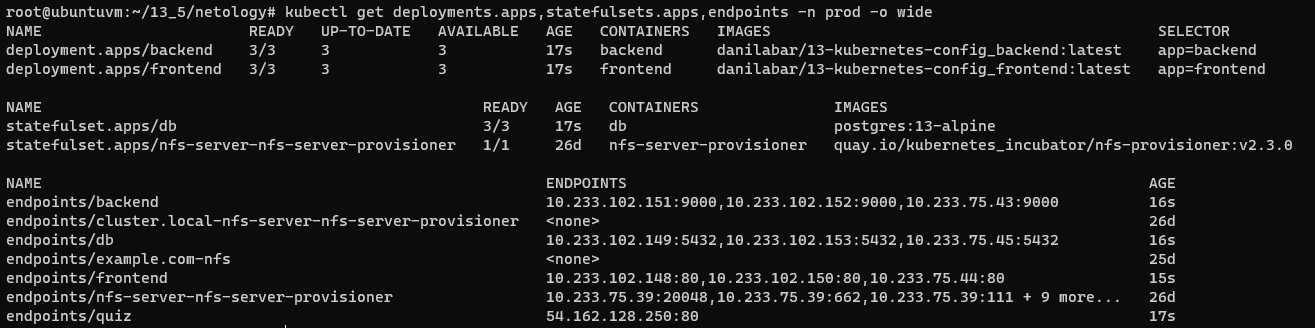 root@ubuntuvm:~/13_5/netology# kubectl get deployments.apps,statefulsets.apps,endpoints -n prod -o wide
NAME                       READY   UP-TO-DATE   AVAILABLE   AGE   CONTAINERS   IMAGES                                          SELECTOR
deployment.apps/backend    3/3     3            3           17s   backend      danilabar/13-kubernetes-config_backend:latest    app=backend
deployment.apps/frontend   3/3     3            3           17s   frontend     danilabar/13-kubernetes-config_frontend:latest   app=frontend
NAME                                                 READY   AGE   CONTAINERS               IMAGES
statefulset.apps/db                                  3/3     17s   db                       postgres:13-alpine
statefulset.apps/nfs-server-nfs-server-provisioner   1/1     26d   nfs-server-provisioner   quay.io/kubernetes_incubator/nfs-provisioner:v2.3.0
NAME                                                        ENDPOINTS                                                        AGE
endpoints/backend                                           10.233.102.151:9000,10.233.102.152:9000,10.233.75.43:9000         16s
endpoints/cluster.local-nfs-server-nfs-server-provisioner   <none>                                                           26d
endpoints/db                                                10.233.102.149:5432,10.233.102.153:5432,10.233.75.45:5432         16s
endpoints/example.com-nfs                                   <none>                                                           25d
endpoints/frontend                                          10.233.102.148:80,10.233.102.150:80,10.233.75.44:80               15s
endpoints/nfs-server-nfs-server-provisioner                 10.233.75.39:20048,10.233.75.39:662,10.233.75.39:111 + 9 more...   26d
endpoints/quiz                                              54.162.128.250:80                                                17s